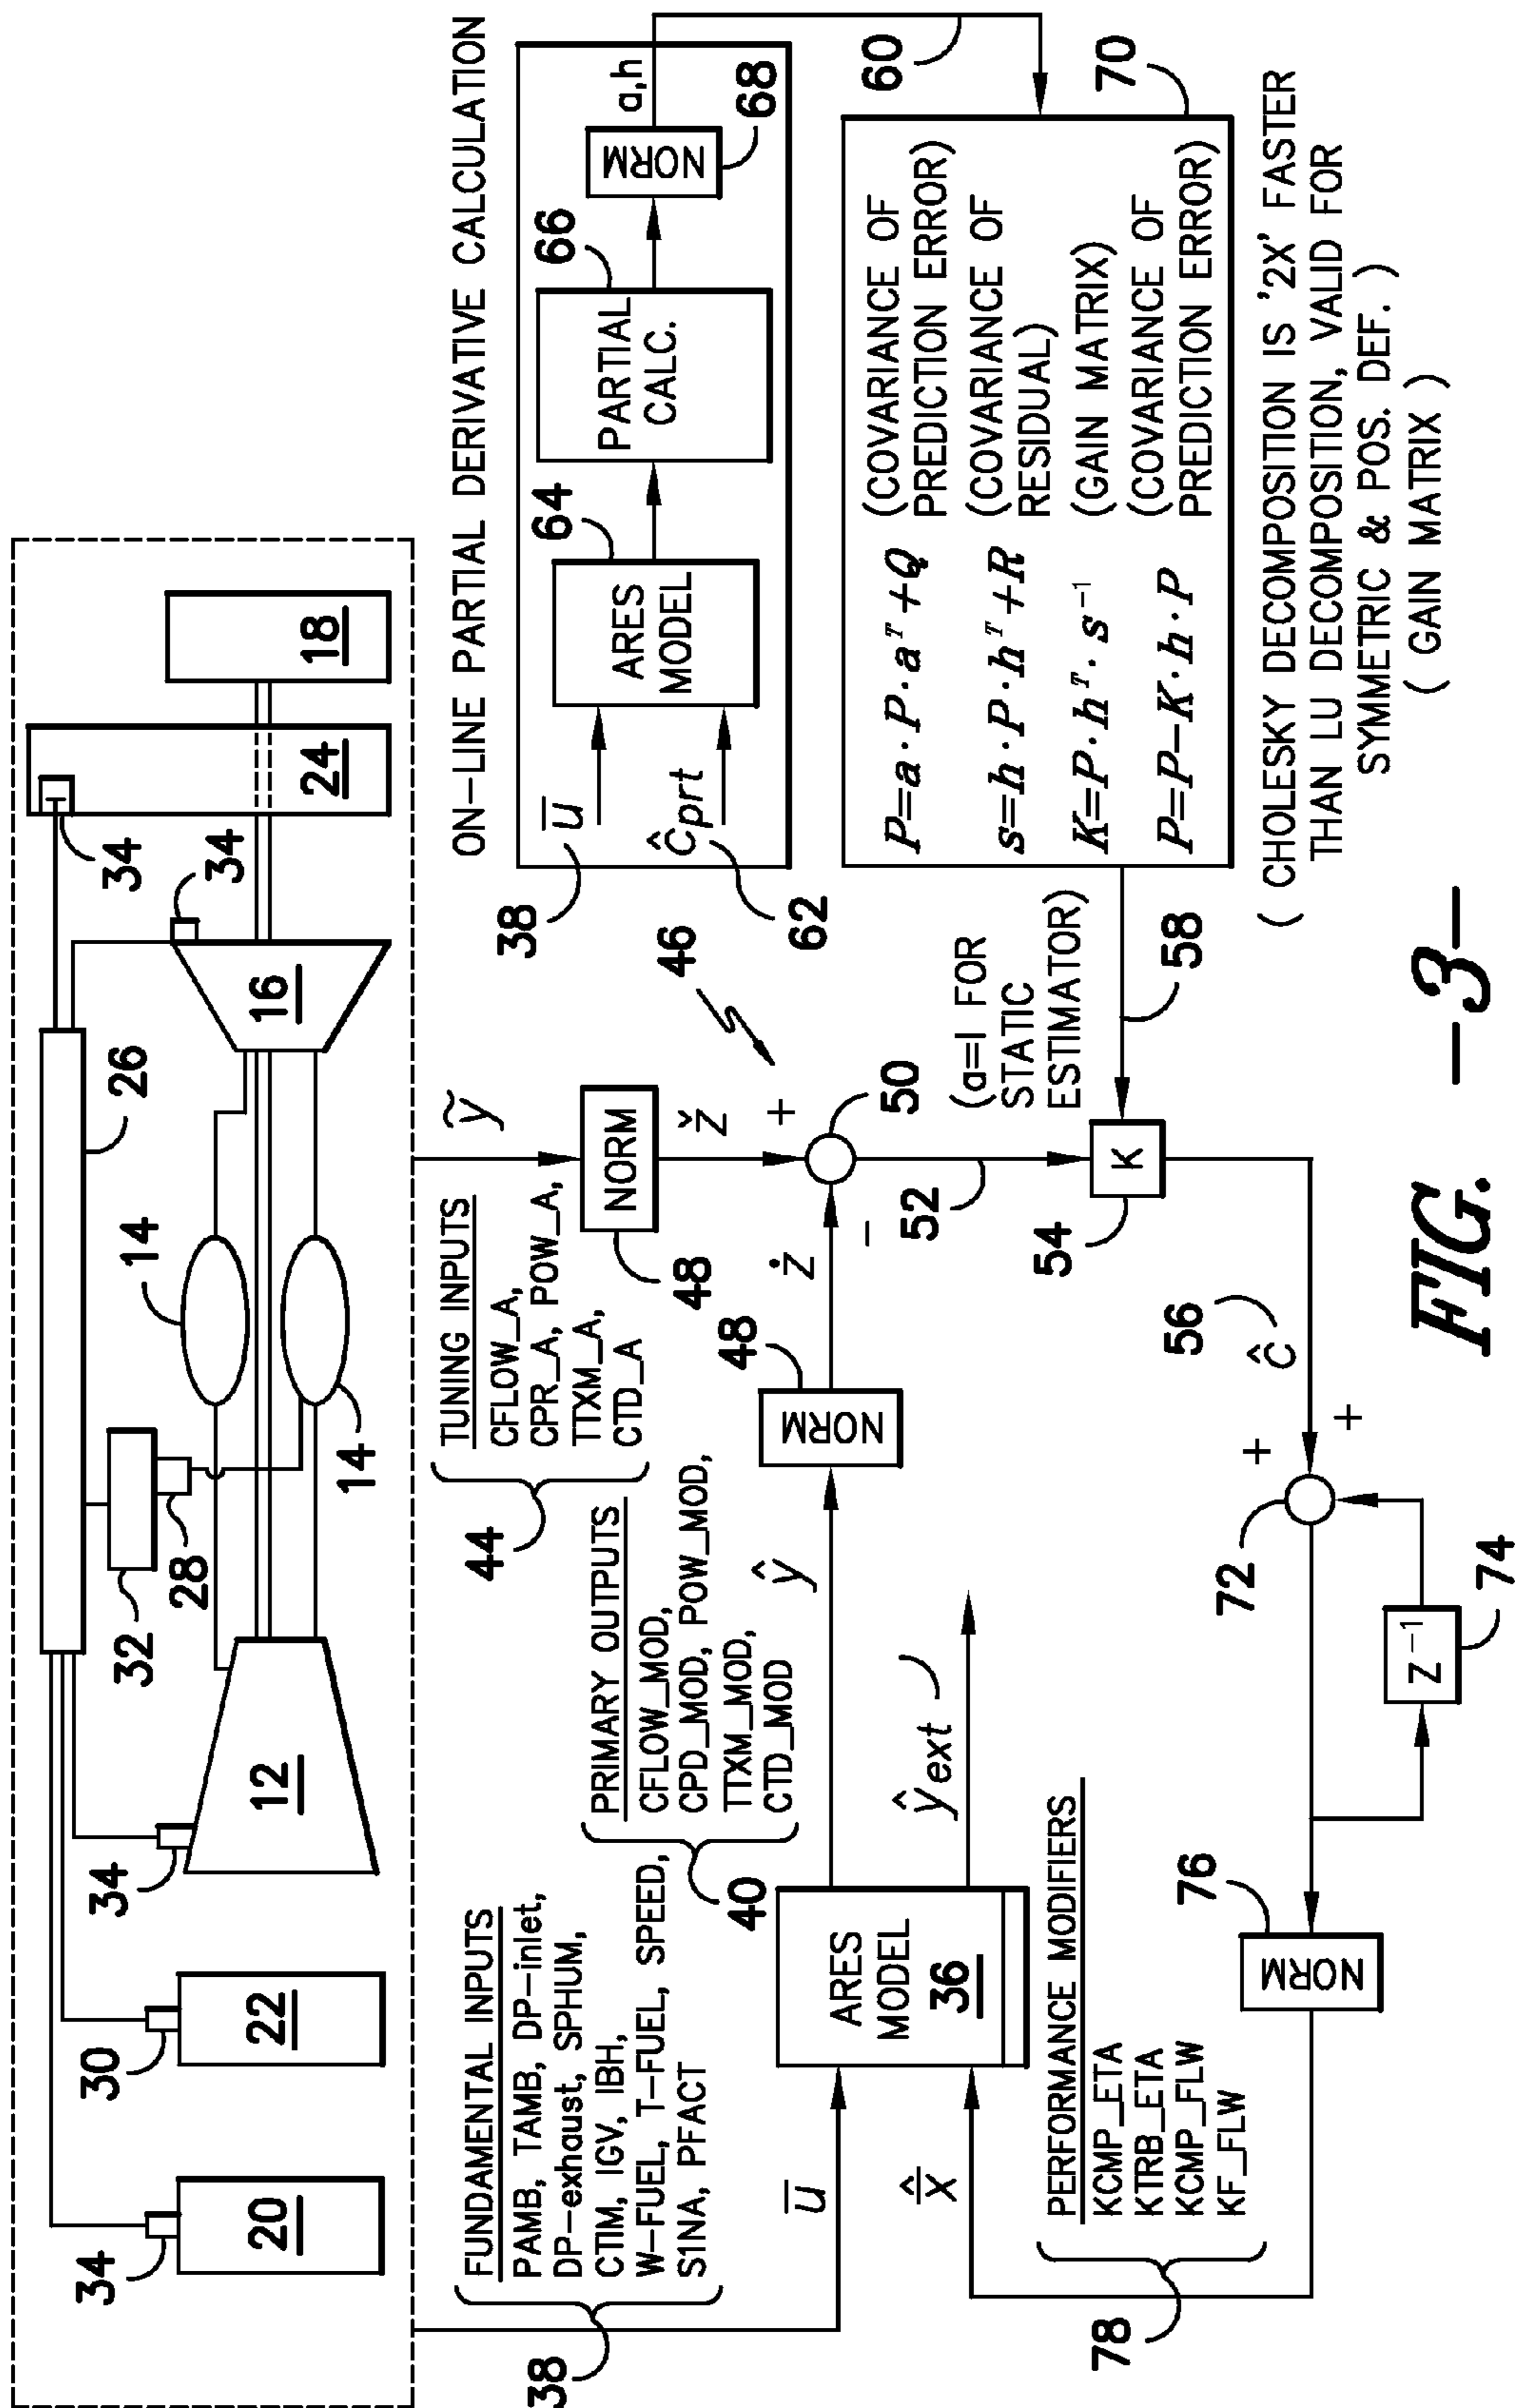 20
34
22
30
12
34
32
28
14
14
26
16
34
34
24
18
38
FUNDAMENTAL INPUTS
PAMB, TAMB, DP-inlet,
DP-exhaust, SPHUM,
CTIM, IGV, IBH,
W-FUEL, T-FUEL, SPEED,
S1NA, PFACT
40
PRIMARY OUTPUTS
CFLOW_MOD,
CPD_MOD, POW_MOD,
TTXM_MOD,
CTD_MOD
44
TUNING INPUTS
CFLOW_A,
CPR_A, POW_A,
TTXM_A,
CTD_A
ỹ
NORM
48
ž
+
46
50
u̅
ARES
MODEL
36
x̂̅
ŷ
ŷext
NORM
48
ż
-
52
K
54
(a=I FOR
STATIC
ESTIMATOR)
58
56
ĉ
+
+
72
Z⁻¹
74
NORM
76
78
PERFORMANCE MODIFIERS
KCMP_ETA
KTRB_ETA
KCMP_FLW
KF_FLW
ON-LINE PARTIAL DERIVATIVE CALCULATION
38
u̅
ĉprt
62
ARES
MODEL
64
PARTIAL
CALC.
66
NORM
68
a,h
60
70
P=a·P·aᵀ+Q (COVARIANCE OF
PREDICTION ERROR)
s=h·P·hᵀ+R (COVARIANCE OF
RESIDUAL)
K=P·hᵀ·s⁻¹ (GAIN MATRIX)
P=P-K·h·P (COVARIANCE OF
PREDICTION ERROR)
( CHOLESKY DECOMPOSITION IS '2X' FASTER
THAN LU DECOMPOSITION, VALID FOR
SYMMETRIC & POS. DEF. )
( GAIN MATRIX )
FIG. -3-